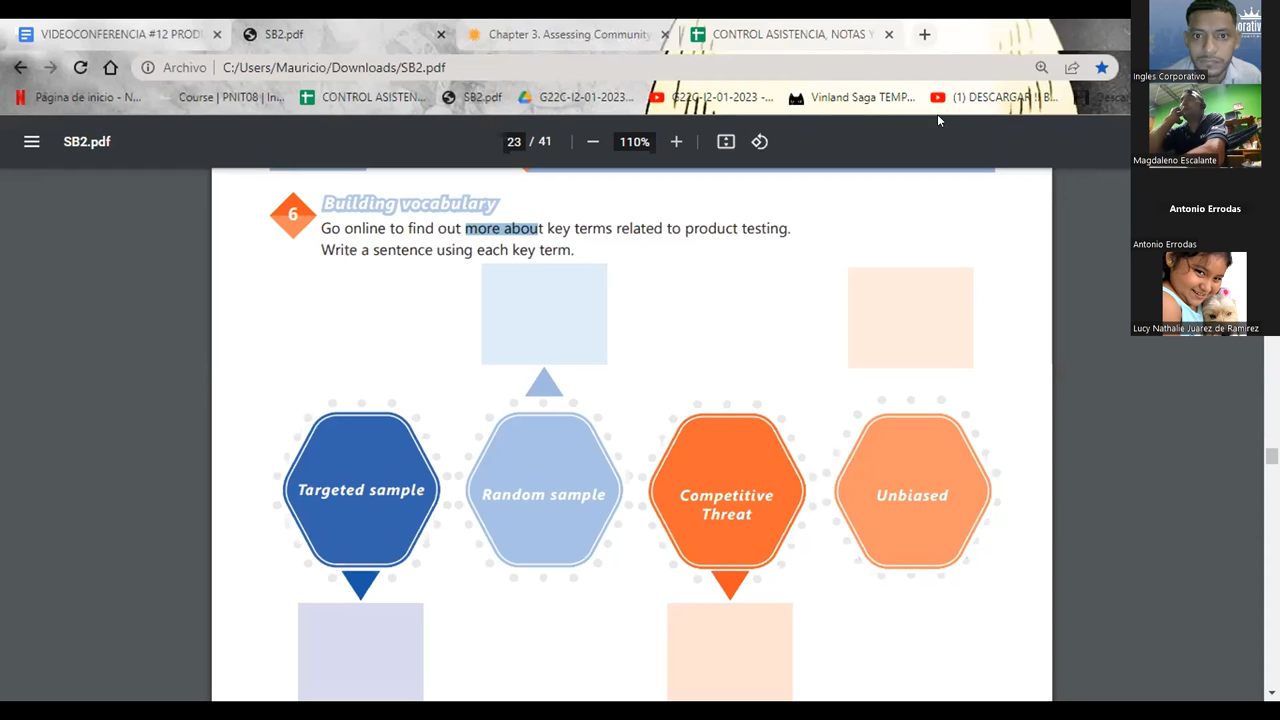 VIDEOCONFERENCIA #12 PROD
SB2.pdf
Chapter 3. Assessing Community
CONTROL ASISTENCIA, NOTAS Y
Archivo
C:/Users/Mauricio/Downloads/SB2.pdf
Página de inicio - N...
Course | PNIT08 | In...
CONTROL ASISTEN...
SB2.pdf
G22C-I2-01-2023...
G22C-I2-01-2023 -...
Vinland Saga TEMP...
(1) DESCARGAR !! B...
SB2.pdf
23 / 41
110%
6
Building vocabulary
Go online to find out more about key terms related to product testing.
Write a sentence using each key term.
Targeted sample
Random sample
Competitive
Threat
Unbiased
Ingles Corporativo
Magdaleno Escalante
Antonio Errodas
Antonio Errodas
Lucy Nathalie Juarez de Ramirez